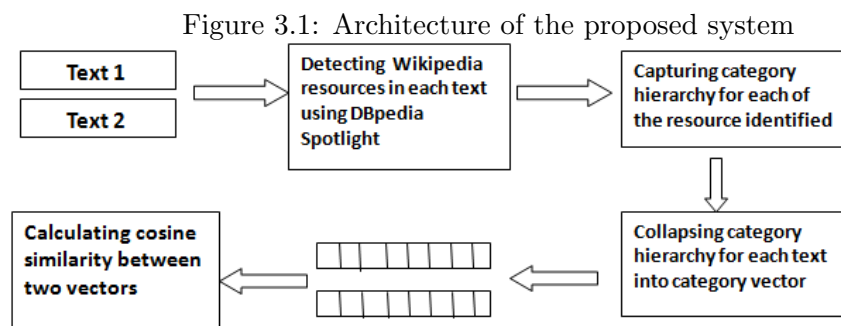 Figure 3.1: Architecture of the proposed system
Text 1
Text 2
Detecting Wikipedia
resources in each text
using DBpedia
Spotlight
Capturing category
hierarchy for each of
the resource identified
Collapsing category
hierarchy for each text
into category vector
Calculating cosine
similarity between
two vectors